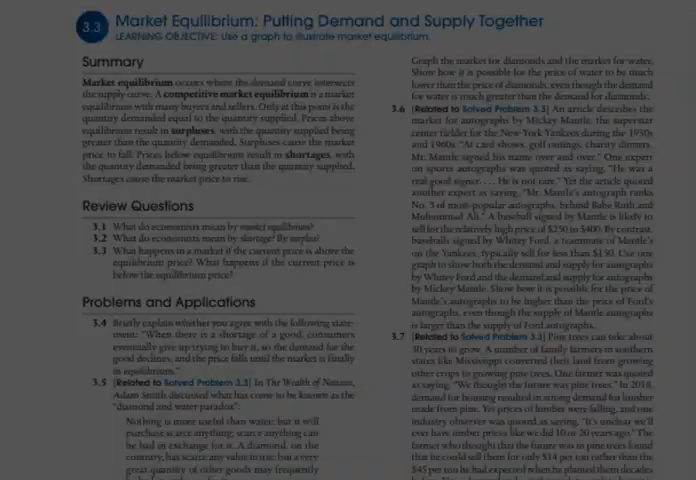 3.3
Market Equilibrium: Putting Demand and Supply Together
LEARNING OBJECTIVE: Use a graph to illustrate market equilibrium.
Summary
Market equilibrium occurs where the demand curve intersects
the supply curve. A competitive market equilibrium is a market
equilibrium with many buyers and sellers. Only at this point is the
quantity demanded equal to the quantity supplied. Prices above
equilibrium result in surpluses, with the quantity supplied being
greater than the quantity demanded. Surpluses cause the market
price to fall. Prices below equilibrium result in shortages, with
the quantity demanded being greater than the quantity supplied.
Shortages cause the market price to rise.
Review Questions
3.1 What do economists mean by market equilibrium?
3.2 What do economists mean by shortage? By surplus?
3.3 What happens in a market if the current price is above the
equilibrium price? What happens if the current price is
below the equilibrium price?
Problems and Applications
3.4 Briefly explain whether you agree with the following state-
ment: "When there is a shortage of a good, consumers
eventually give up trying to buy it, so the demand for the
good declines, and the price falls until the market is finally
in equilibrium."
3.5 [Related to Solved Problem 3.3] In The Wealth of Nations,
Adam Smith discussed what has come to be known as the
"diamond and water paradox":
Nothing is more useful than water: but it will
purchase scarce anything; scarce anything can
be had in exchange for it. A diamond, on the
contrary, has scarce any value in use: but a very
great quantity of other goods may frequently
Graph the market for diamonds and the market for water.
Show how it is possible for the price of water to be much
lower than the price of diamonds, even though the demand
for water is much greater than the demand for diamonds.
3.6 [Related to Solved Problem 3.3] An article describes the
market for autographs by Mickey Mantle, the superstar
center fielder for the New York Yankees during the 1950s
and 1960s: "At card shows, golf outings, charity dinners,
Mr. Mantle signed his name over and over." One expert
on sports autographs was quoted as saying, "He was a
real good signer. . . . He is not rare." Yet the article quoted
another expert as saying, "Mr. Mantle's autograph ranks
No. 3 of most-popular autographs, behind Babe Ruth and
Muhammad Ali." A baseball signed by Mantle is likely to
sell for the relatively high price of $250 to $400. By contrast,
baseballs signed by Whitey Ford, a teammate of Mantle's
on the Yankees, typically sell for less than $150. Use one
graph to show both the demand and supply for autographs
by Whitey Ford and the demand and supply for autographs
by Mickey Mantle. Show how it is possible for the price of
Mantle's autographs to be higher than the price of Ford's
autographs, even though the supply of Mantle autographs
is larger than the supply of Ford autographs.
3.7 [Related to Solved Problem 3.3] Pine trees can take about
30 years to grow. A number of family farmers in southern
states like Mississippi converted their land from growing
other crops to growing pine trees. One farmer was quoted
as saying, "We thought the future was pine trees." In 2018,
demand for housing resulted in strong demand for lumber
made from pine. Yet prices of lumber were falling, and one
industry observer was quoted as saying, "It's unclear we'll
ever have timber prices like we did 10 or 20 years ago." The
farmer who thought that the future was in pine trees found
that he could sell them for only $14 per ton rather than the
$45 per ton he had expected when he planted them decades